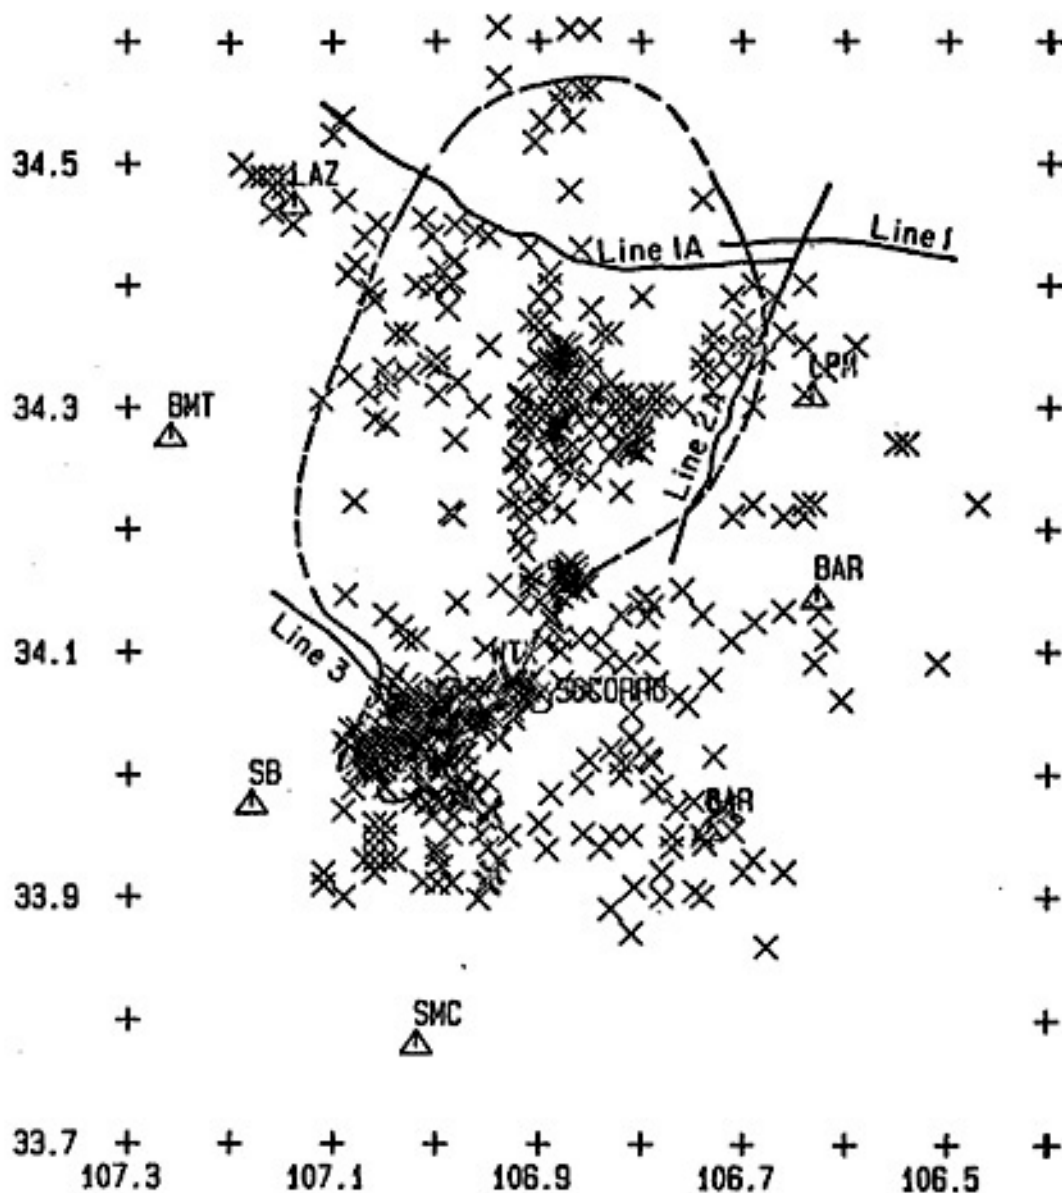 34.5
LAZ
Line 1A
Line 1
LPM
34.3
BMT
Line 2A
BAR
34.1
Line 3
WT
SOCORRO
SB
33.9
SMC
33.7
107.3 107.1 106.9 106.7 106.5